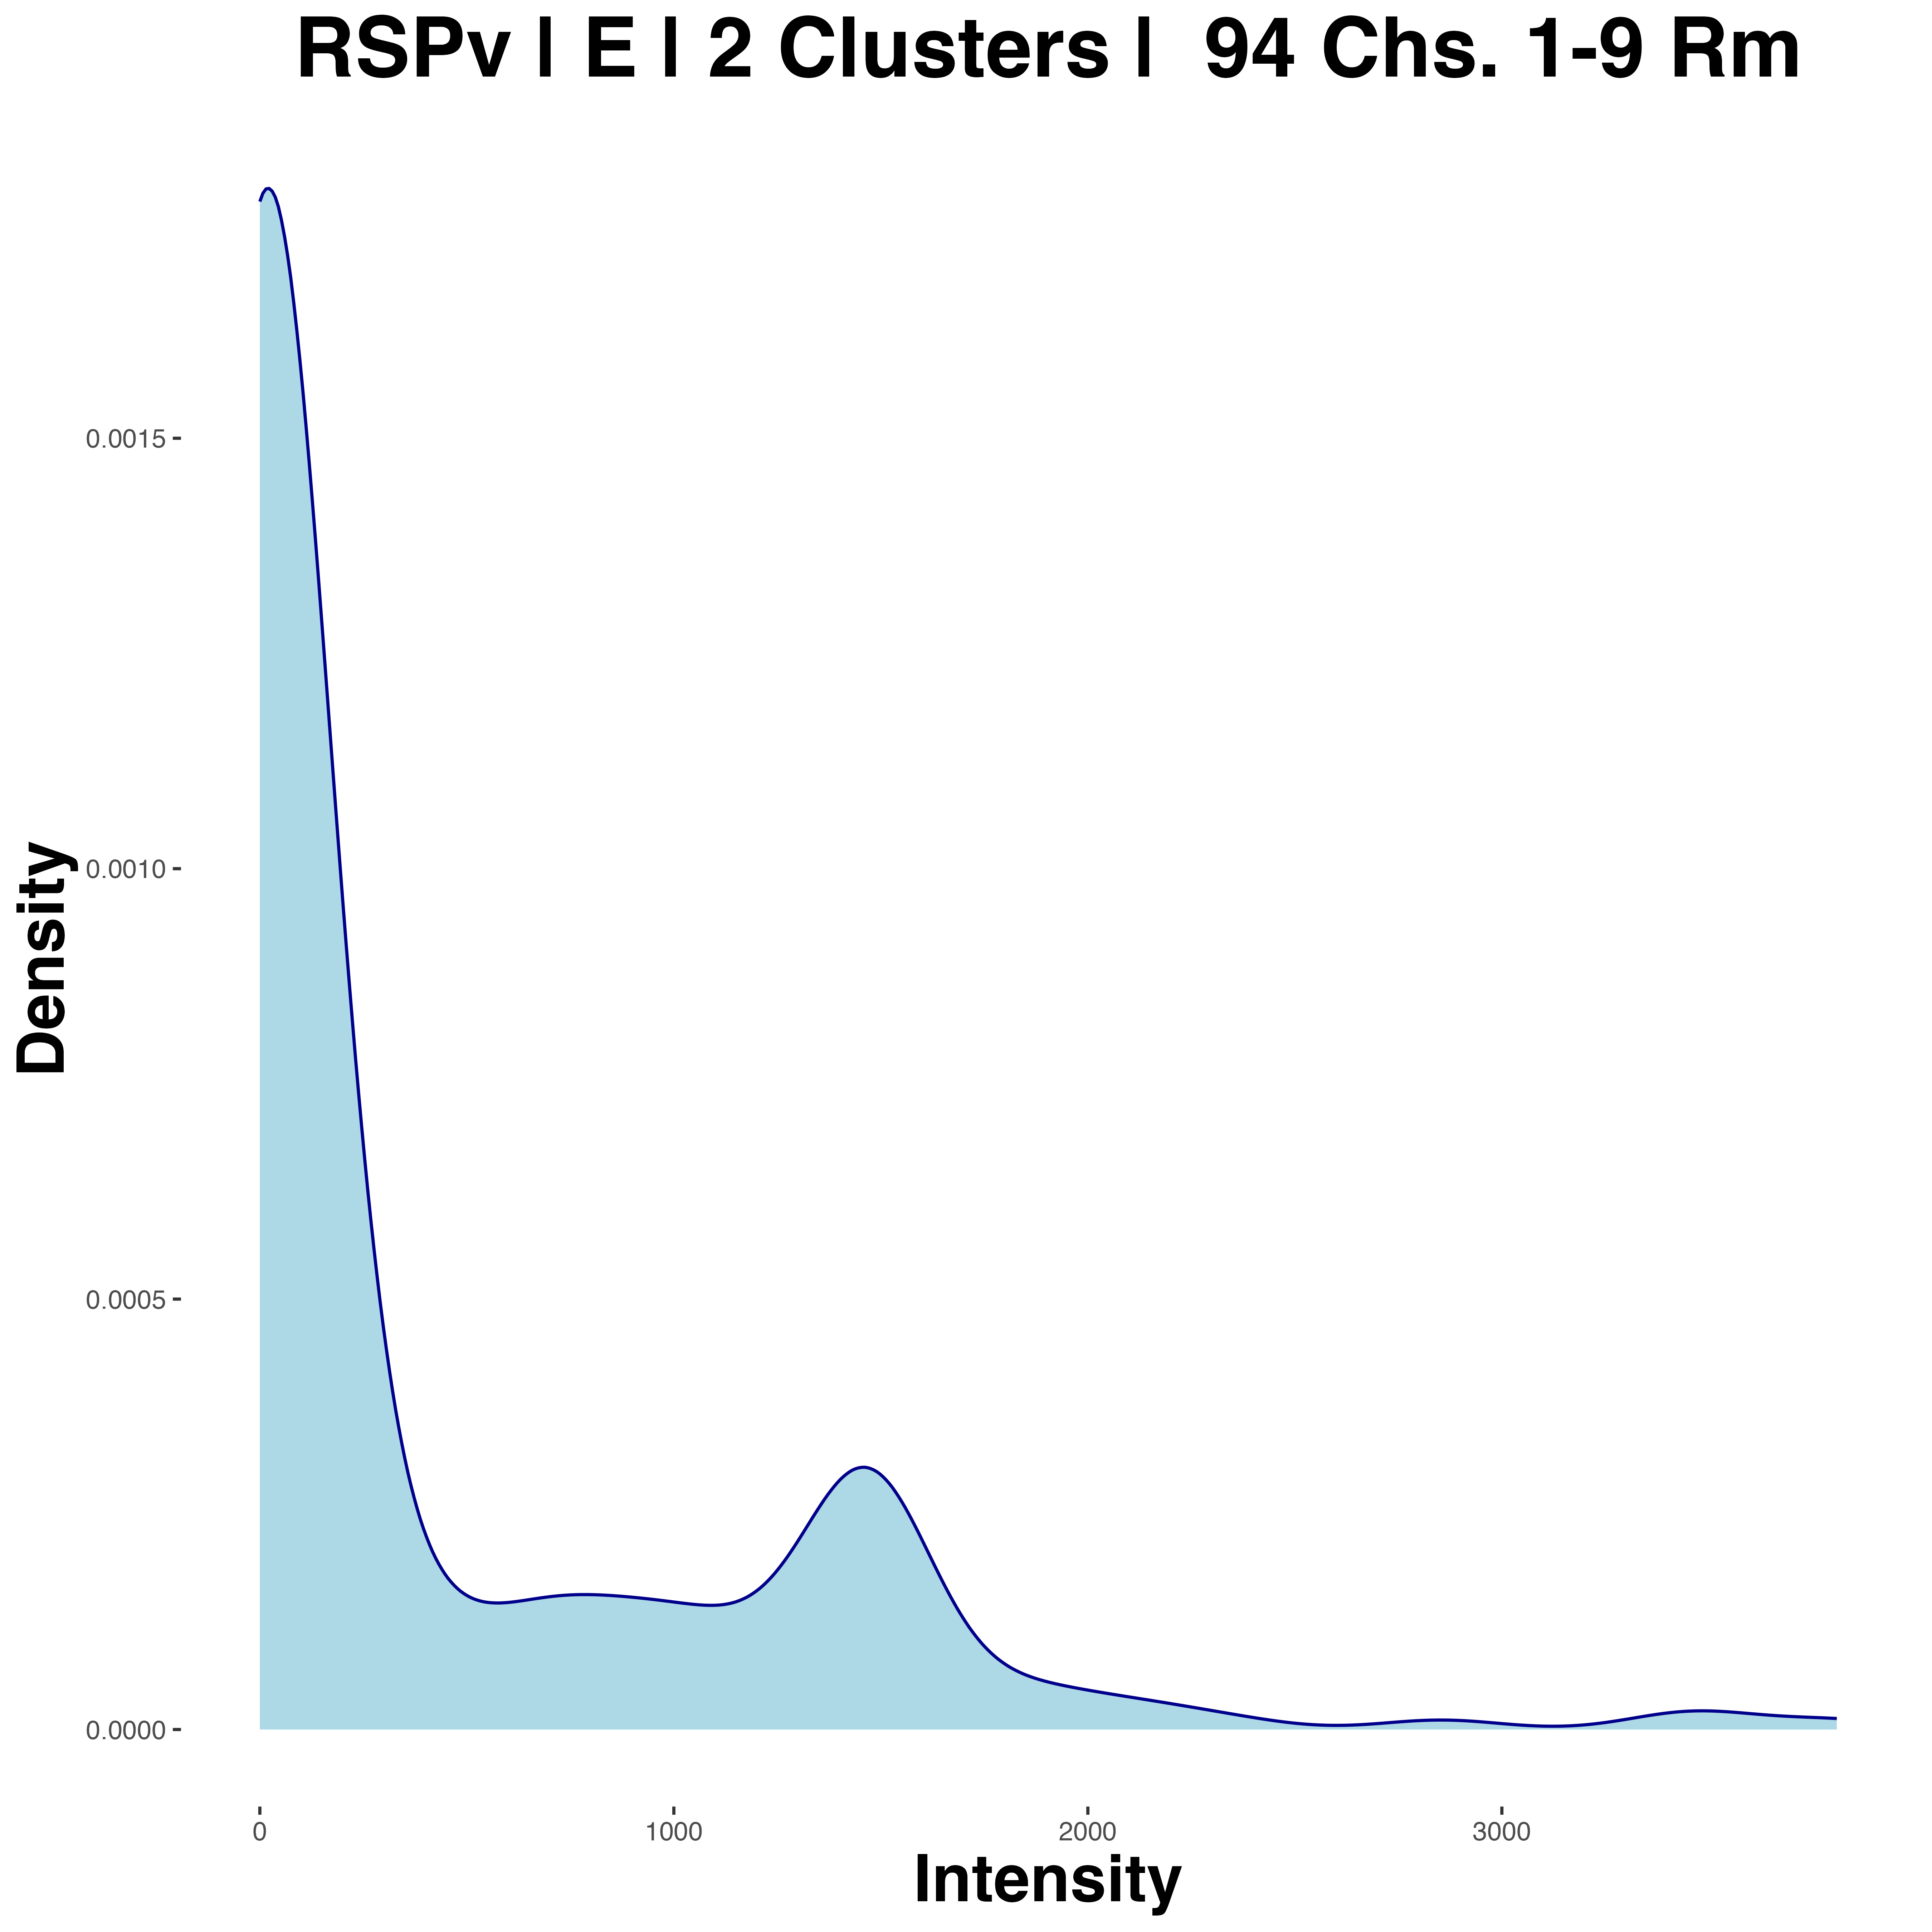 RSPv | E | 2 Clusters |  94 Chs. 1-9 Rm
Density
0.0015
0.0010
0.0005
0.0000
0 1000 2000 3000
Intensity